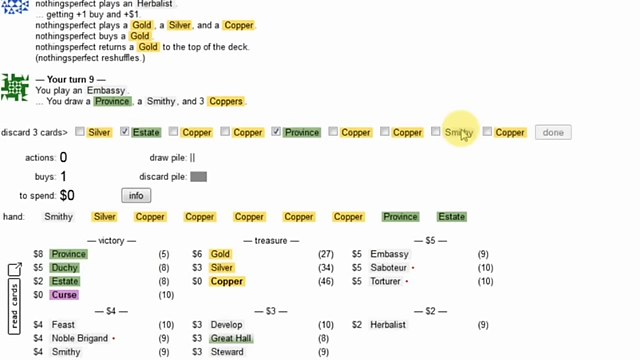 nothingsperfect plays an Herbalist.
... getting +1 buy and +$1.
nothingsperfect plays a Gold, a Silver, and a Copper.
nothingsperfect buys a Gold.
nothingsperfect returns a Gold to the top of the deck.
(nothingsperfect reshuffles.)
— Your turn 9 —
You play an Embassy.
... You draw a Province, a Smithy, and 3 Coppers.
discard 3 cards> Silver Estate Copper Copper Province Copper Copper Smithy Copper done
actions: 0 draw pile: ||
buys: 1 discard pile:
to spend: $0 info
hand: Smithy Silver Copper Copper Copper Copper Copper Province Estate
— victory — — treasure — — $5 —
$8 Province (5) $6 Gold (27) $5 Embassy (9)
$5 Duchy (8) $3 Silver (34) $5 Saboteur • (10)
$2 Estate (8) $0 Copper (46) $5 Torturer • (10)
$0 Curse (10)
— $4 — — $3 — — $2 —
$4 Feast (10) $3 Develop (10) $2 Herbalist (9)
$4 Noble Brigand • (9) $3 Great Hall (8)
$4 Smithy (9) $3 Steward (9)
read cards